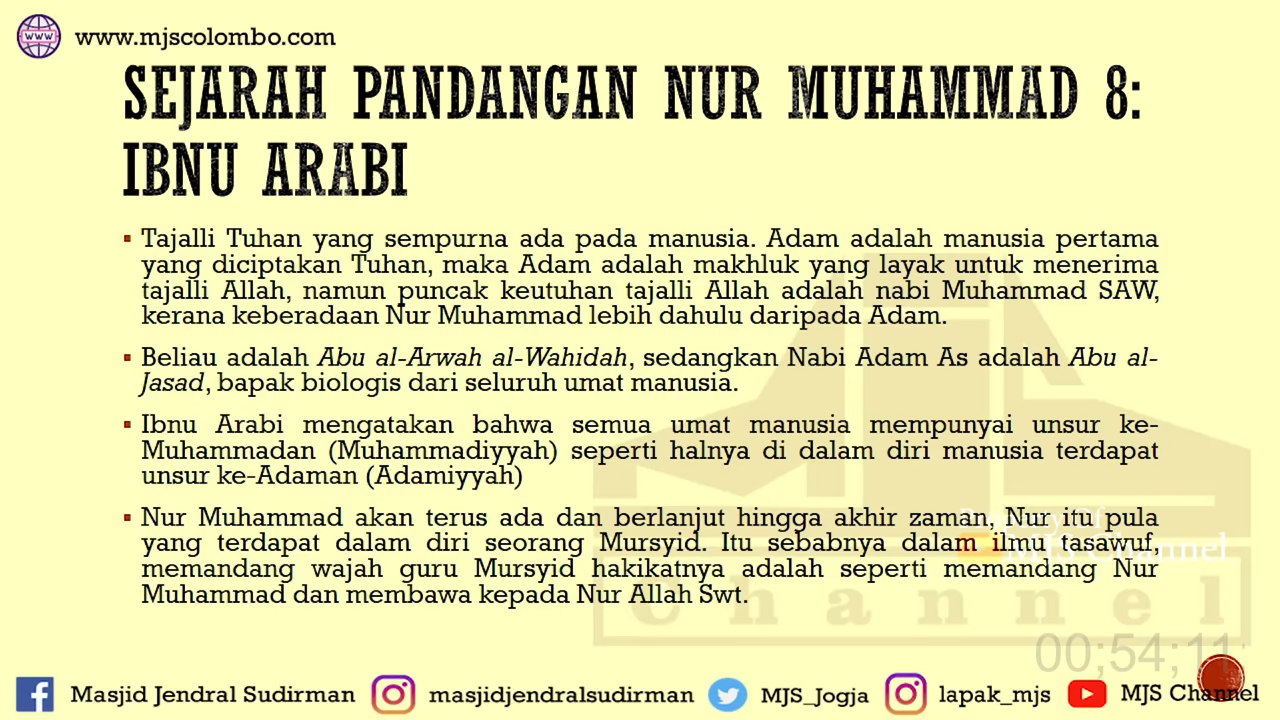 www.mjscolombo.com
SEJARAH PANDANGAN NUR MUHAMMAD 8:
IBNU ARABI
Tajalli Tuhan yang sempurna ada pada manusia. Adam adalah manusia pertama
yang diciptakan Tuhan, maka Adam adalah makhluk yang layak untuk menerima
tajalli Allah, namun puncak keutuhan tajalli Allah adalah nabi Muhammad SAW,
kerana keberadaan Nur Muhammad lebih dahulu daripada Adam.
Beliau adalah Abu al-Arwah al-Wahidah, sedangkan Nabi Adam As adalah Abu al-
Jasad, bapak biologis dari seluruh umat manusia.
Ibnu Arabi mengatakan bahwa semua umat manusia mempunyai unsur ke-
Muhammadan (Muhammadiyyah) seperti halnya di dalam diri manusia terdapat
unsur ke-Adaman (Adamiyyah)
Nur Muhammad akan terus ada dan berlanjut hingga akhir zaman, Nur itu pula
yang terdapat dalam diri seorang Mursyid. Itu sebabnya dalam ilmu tasawuf,
memandang wajah guru Mursyid hakikatnya adalah seperti memandang Nur
Muhammad dan membawa kepada Nur Allah Swt.
Property Of
MJS Channel
Channel
00;54;11
Masjid Jendral Sudirman masjidjendralsudirman MJS_Jogja lapak_mjs MJS Channel